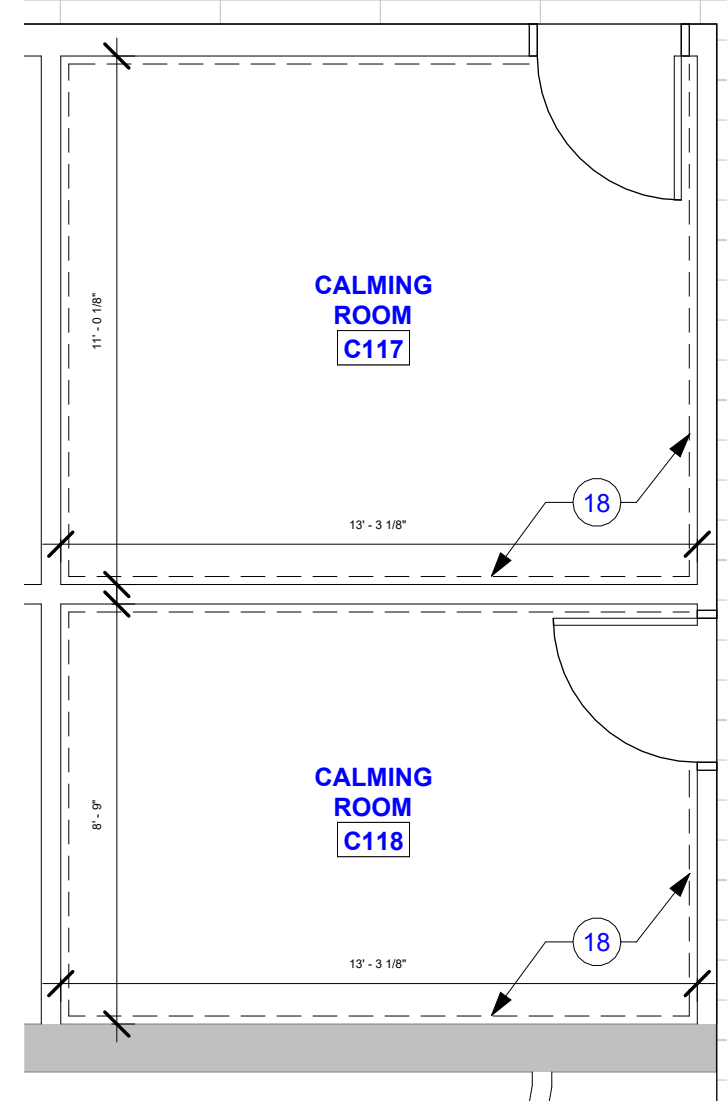 CALMING
ROOM
C117
11' - 0 1/8"
18
13' - 3 1/8"
CALMING
ROOM
C118
8' - 9"
18
13' - 3 1/8"